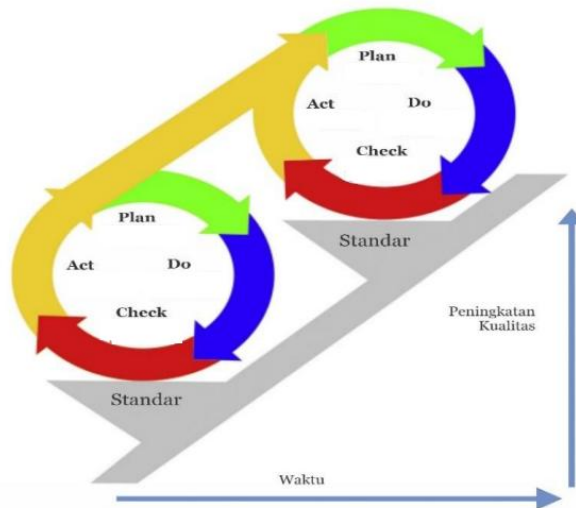 Plan
Act
Do
Check
Standar
Plan
Act
Do
Check
Standar
Peningkatan
Kualitas
Waktu